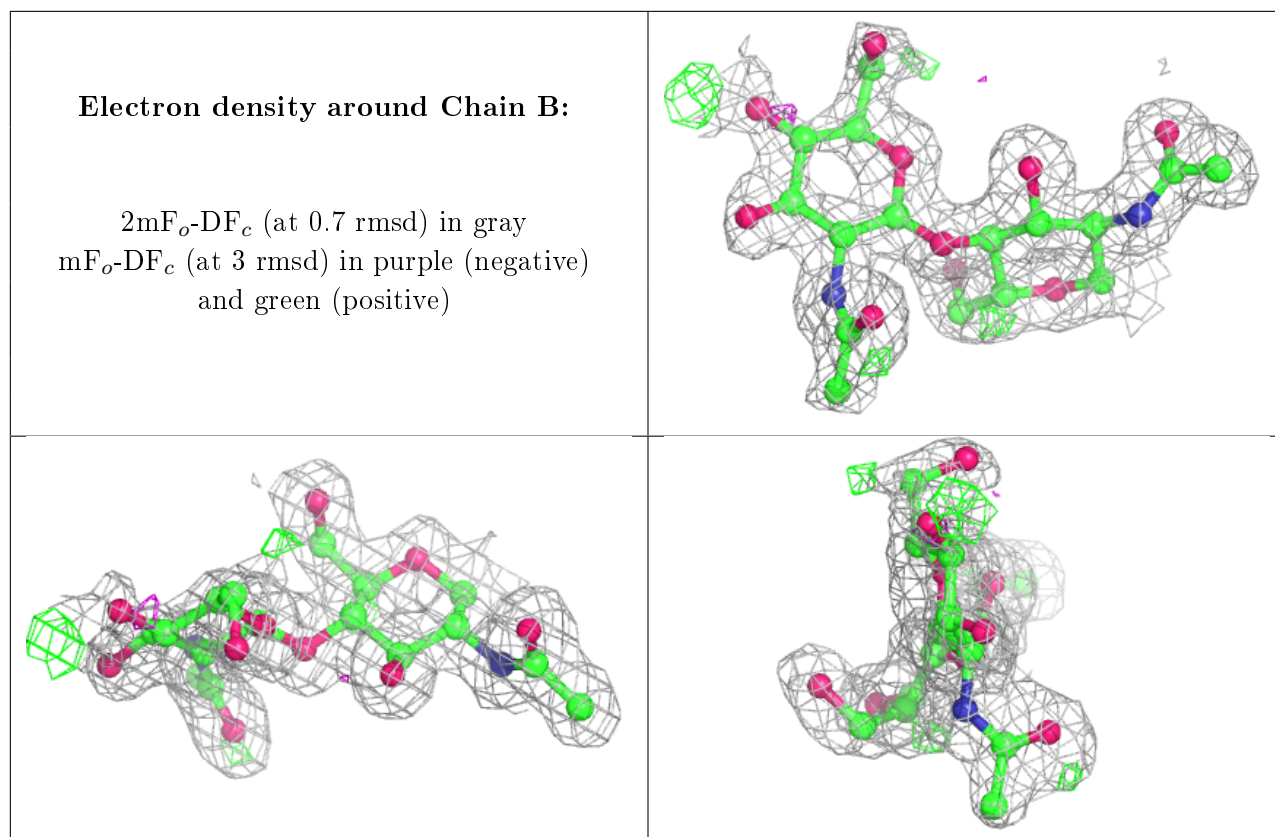 Electron density around Chain B:
2mFₒ-DF𝒸 (at 0.7 rmsd) in gray
mFₒ-DF𝒸 (at 3 rmsd) in purple (negative)
and green (positive)